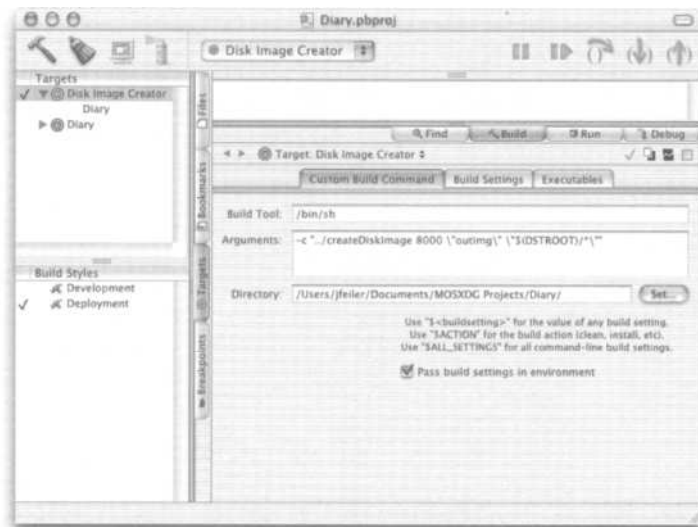 Diary.pbproj
Disk Image Creator
Targets
Disk Image Creator
Diary
Diary
Build Styles
Development
Deployment
Files
Bookmarks
Targets
Breakpoints
Find Build Run Debug
Target: Disk Image Creator
Custom Build Command Build Settings Executables
Build Tool: /bin/sh
Arguments: -c "../createDiskImage 8000 \"outimg\" \"$(DSTROOT)/*\""
Directory: /Users/jfeiler/Documents/MOSXDG Projects/Diary/ Set...
Use "$<buildsetting>" for the value of any build setting.
Use "$ACTION" for the build action (clean, install, etc).
Use "$ALL_SETTINGS" for all command-line build settings.
Pass build settings in environment